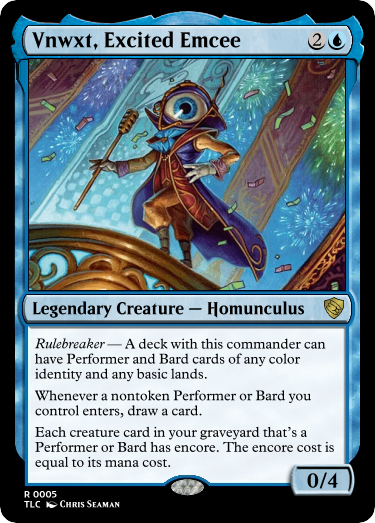 Vnwxt, Excited Emcee 2
Legendary Creature — Homunculus
Rulebreaker — A deck with this commander can
have Performer and Bard cards of any color
identity and any basic lands.
Whenever a nontoken Performer or Bard you
control enters, draw a card.
Each creature card in your graveyard that's a
Performer or Bard has encore. The encore cost is
equal to its mana cost.
0/4
R 0005
TLC Chris Seaman